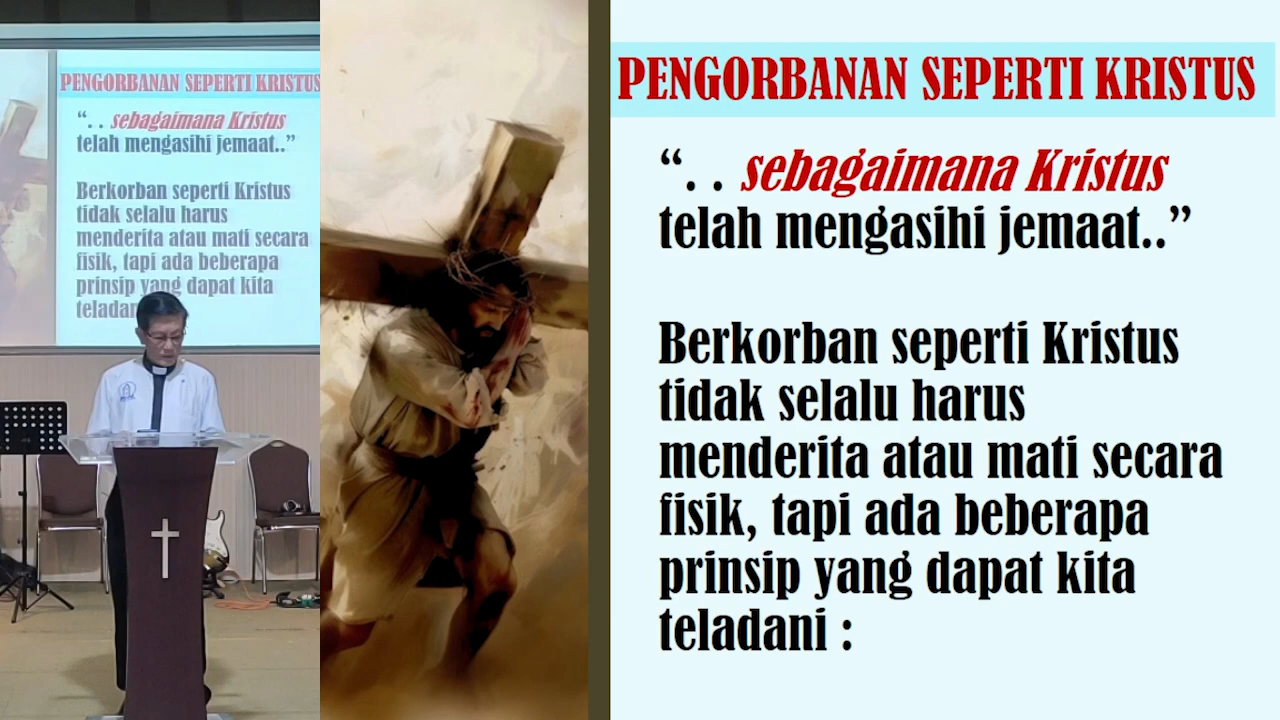 PENGORBANAN SEPERTI KRISTUS
“. . sebagaimana Kristus
telah mengasihi jemaat..”
Berkorban seperti Kristus
tidak selalu harus
menderita atau mati secara
fisik, tapi ada beberapa
prinsip yang dapat kita
teladan
PENGORBANAN SEPERTI KRISTUS
“. . sebagaimana Kristus
telah mengasihi jemaat..”
Berkorban seperti Kristus
tidak selalu harus
menderita atau mati secara
fisik, tapi ada beberapa
prinsip yang dapat kita
teladani :